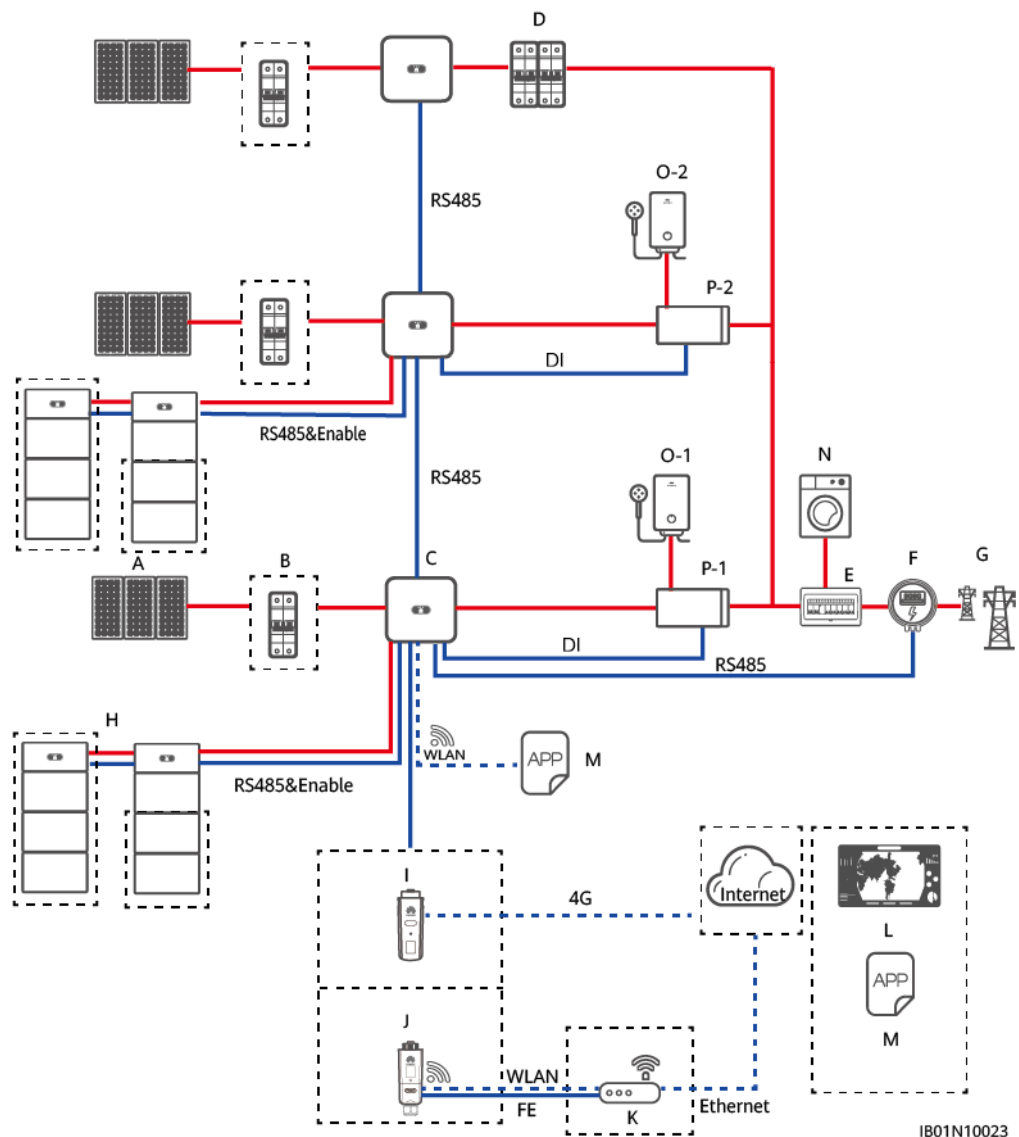 D
O-2
RS485
P-2
DI
RS485&Enable
O-1
N
RS485
A
B
C
P-1
E
F
G
DI
RS485
H
WLAN
APP
M
RS485&Enable
I
4G
Internet
L
APP
M
J
WLAN
FE
K
Ethernet
IB01N10023